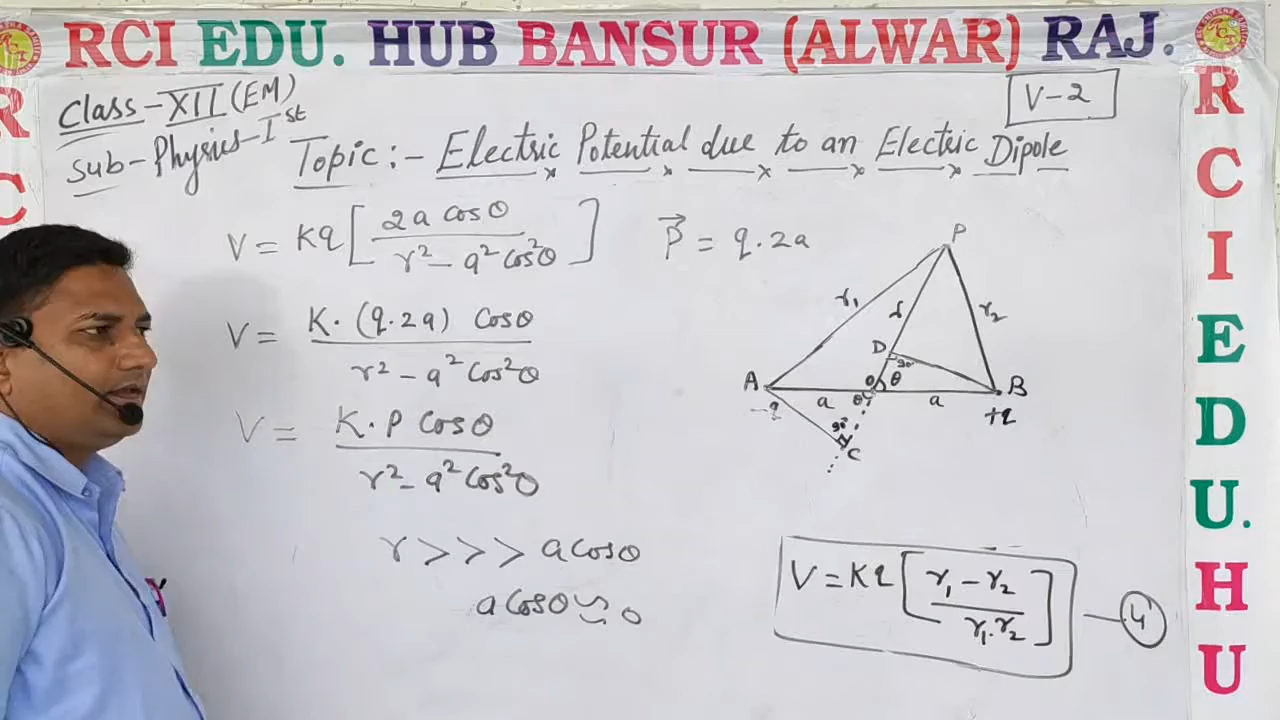 RCI EDU. HUB BANSUR (ALWAR) RAJ.
Class-XII (EM)
Sub-Physics-Ist
V-2
Topic:- Electric Potential due to an Electric Dipole
V = Kq [ 2a cosθ / r² - a² cos²θ ]
P⃗ = q.2a
V = K. (q.2a) cosθ / r² - a² cos²θ
V = K. P cosθ / r² - a² cos²θ
r >>> a cosθ
a cosθ ≃ 0
P
r₁
r
r₂
D
90°
A
O
θ
B
-q
a
θ
a
+q
90°
C
V = Kq [ r₁ - r₂ / r₁.r₂ ] — 4
R
C
R
C
I
E
D
U.
H
U